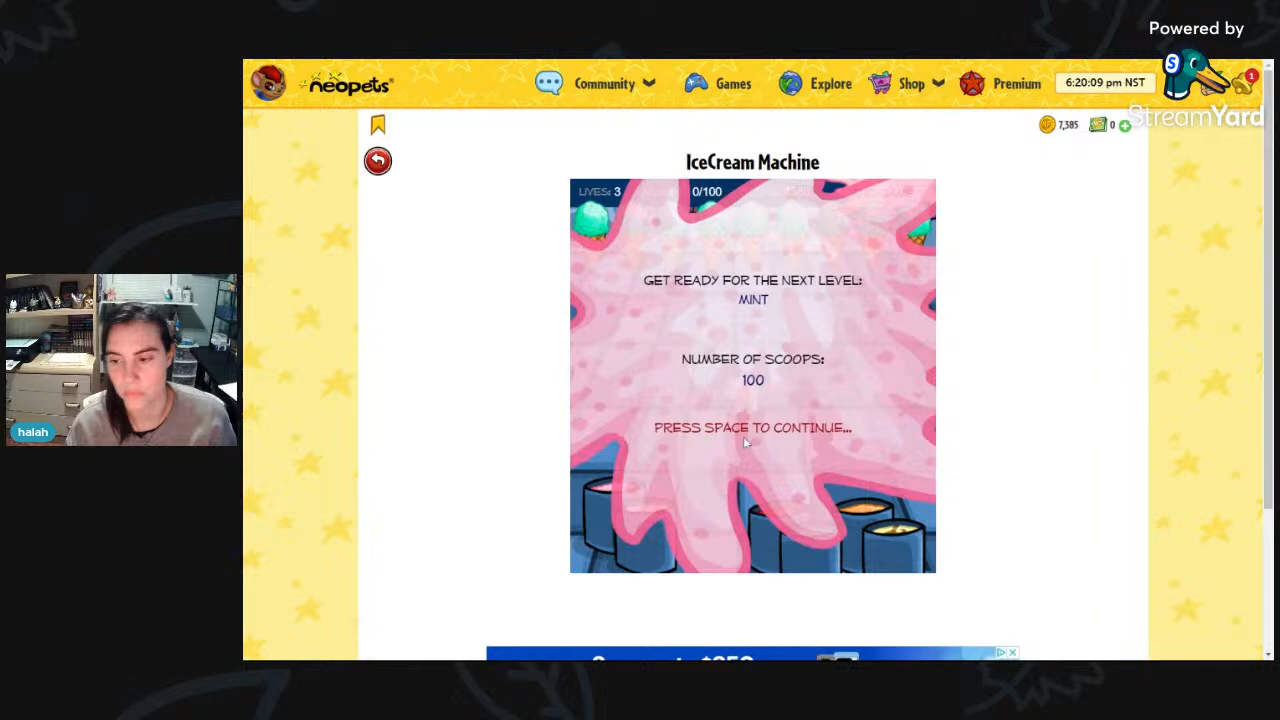 Powered by
StreamYard
neopets
Community
Games
Explore
Shop
Premium
6:20:09 pm NST
1
7,385
0
IceCream Machine
LIVES: 3
0/100
GET READY FOR THE NEXT LEVEL:
MINT
NUMBER OF SCOOPS:
100
PRESS SPACE TO CONTINUE...
halah